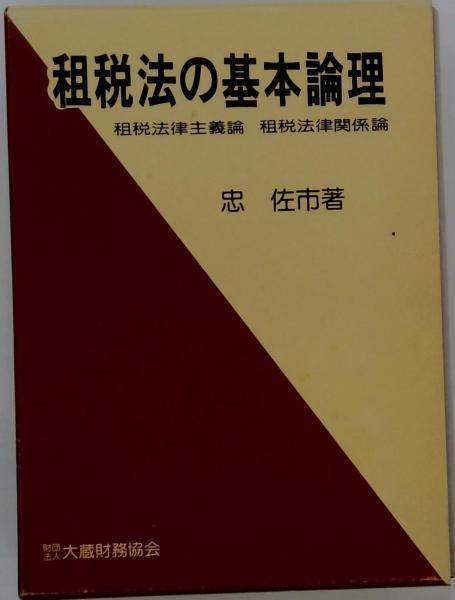 租税法の基本論理
租税法律主義論 租税法律関係論
忠 佐市著
財団法人 大蔵財務協会